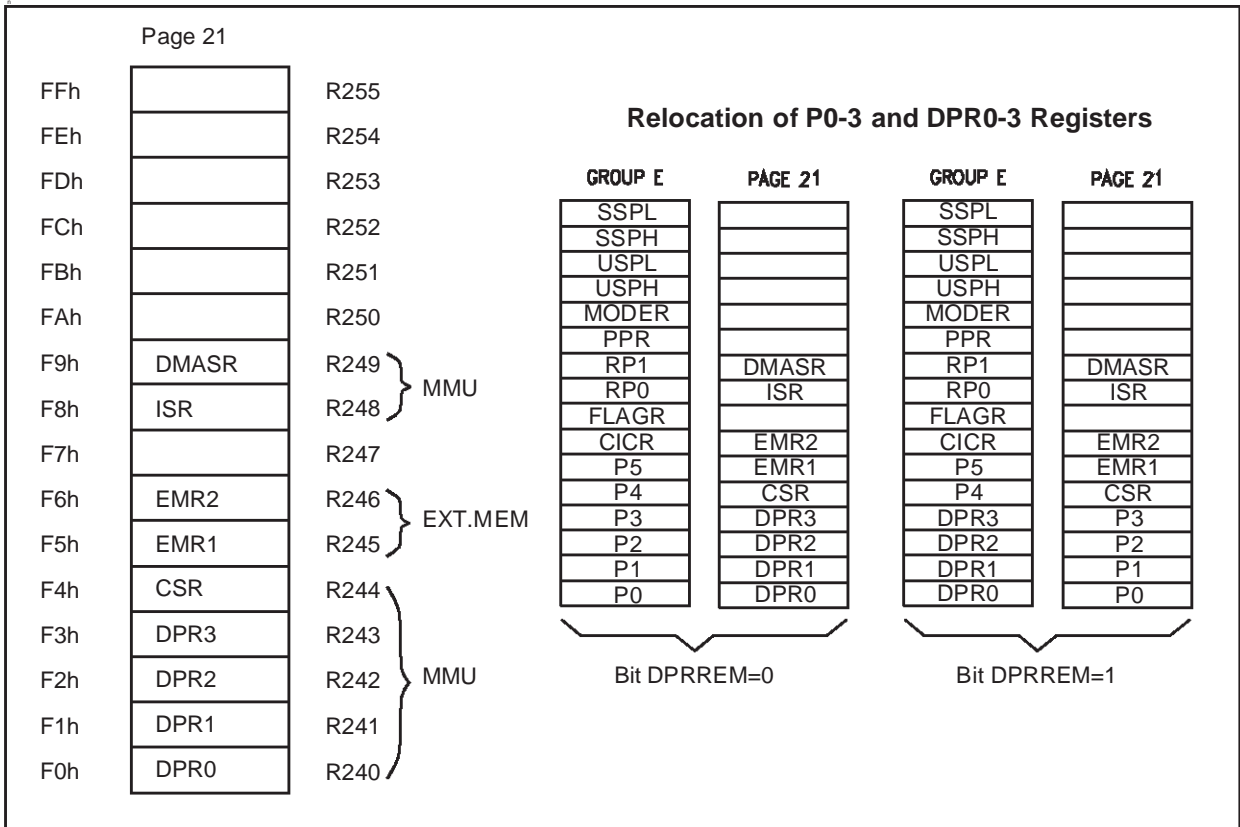 Page 21
FFh R255
FEh R254
FDh R253
FCh R252
FBh R251
FAh R250
F9h DMASR R249
F8h ISR R248
MMU
F7h R247
F6h EMR2 R246
F5h EMR1 R245
EXT.MEM
F4h CSR R244
F3h DPR3 R243
F2h DPR2 R242
F1h DPR1 R241
F0h DPR0 R240
MMU
Relocation of P0-3 and DPR0-3 Registers
GROUP E PAGE 21 GROUP E PAGE 21
SSPL SSPL
SSPH SSPH
USPL USPL
USPH USPH
MODER MODER
PPR PPR
RP1 DMASR RP1 DMASR
RP0 ISR RP0 ISR
FLAGR FLAGR
CICR EMR2 CICR EMR2
P5 EMR1 P5 EMR1
P4 CSR P4 CSR
P3 DPR3 DPR3 P3
P2 DPR2 DPR2 P2
P1 DPR1 DPR1 P1
P0 DPR0 DPR0 P0
Bit DPRREM=0 Bit DPRREM=1